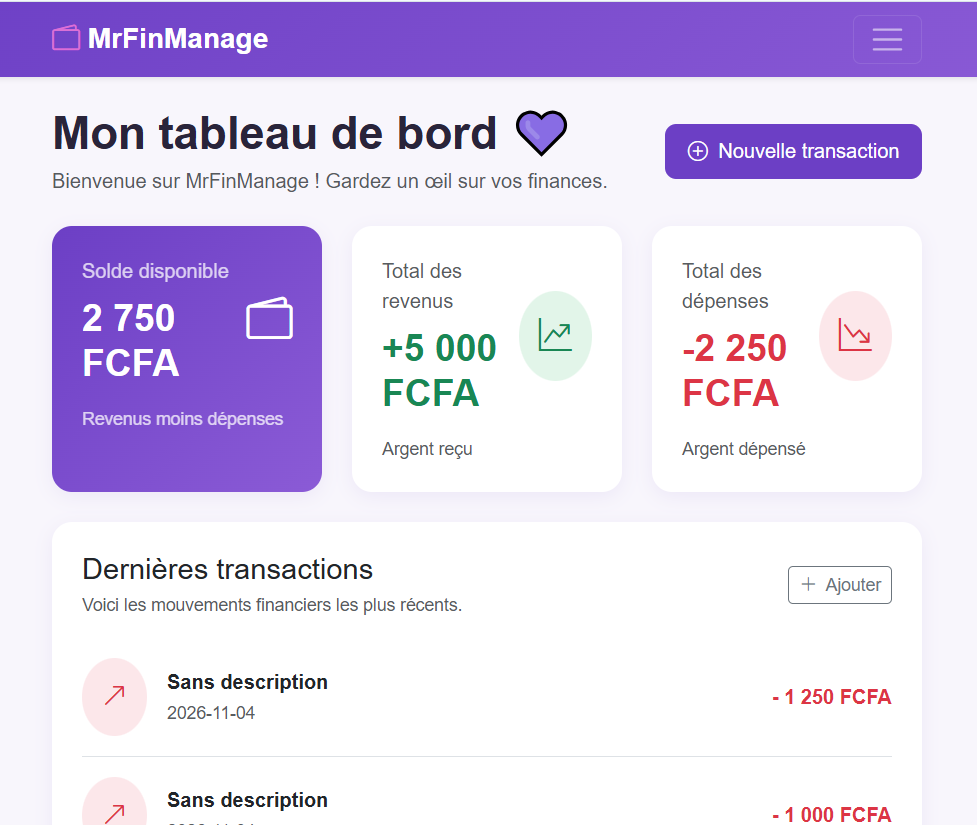 MrFinManage
Mon tableau de bord
Bienvenue sur MrFinManage ! Gardez un œil sur vos finances.
Nouvelle transaction
Solde disponible
2 750
FCFA
Revenus moins dépenses
Total des
revenus
+5 000
FCFA
Argent reçu
Total des
dépenses
-2 250
FCFA
Argent dépensé
Dernières transactions
Voici les mouvements financiers les plus récents.
Ajouter
Sans description
2026-11-04
- 1 250 FCFA
Sans description
- 1 000 FCFA